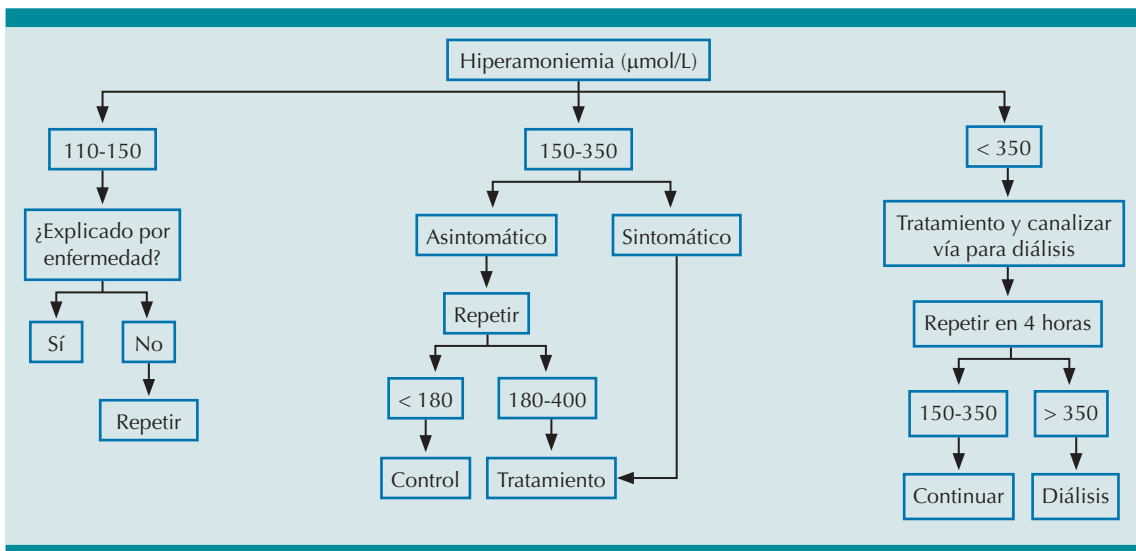 Hiperamoniemia (μmol/L)
110-150
150-350
< 350
¿Explicado por
enfermedad?
Asintomático
Sintomático
Tratamiento y canalizar
vía para diálisis
Repetir
Repetir en 4 horas
Sí
No
< 180
180-400
150-350
> 350
Repetir
Control
Tratamiento
Continuar
Diálisis